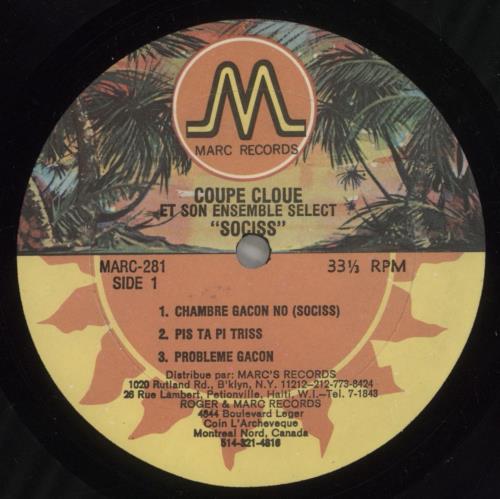 M
MARC RECORDS
COUPE CLOUE
ET SON ENSEMBLE SELECT
"SOCISS"
MARC-281 33⅓ RPM
SIDE 1
1. CHAMBRE GACON NO (SOCISS)
2. PIS TA PI TRISS
3. PROBLEME GACON
Distribue par: MARC'S RECORDS
1020 Rutland Rd., B'klyn, N.Y. 11212-212-773-8424
26 Rue Lambert, Petionville, Haiti, W.I.-Tel. 7-1843
ROGER & MARC RECORDS
4844 Boulevard Leger
Coin L'Archeveque
Montreal Nord, Canada
514-321-4816